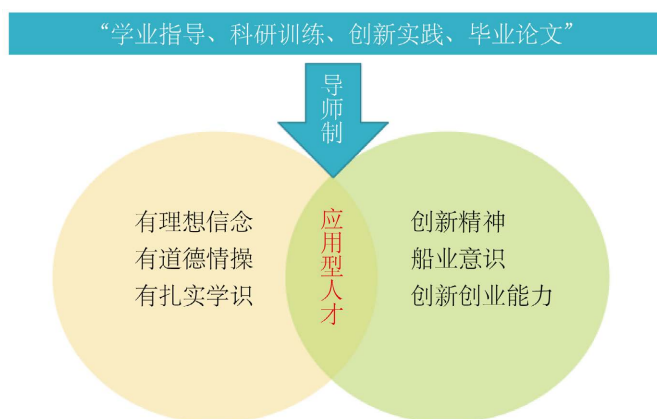 “学业指导、科研训练、创新实践、毕业论文”
导师制
有理想信念
有道德情操
有扎实学识
应用型人才
创新精神
船业意识
创新创业能力